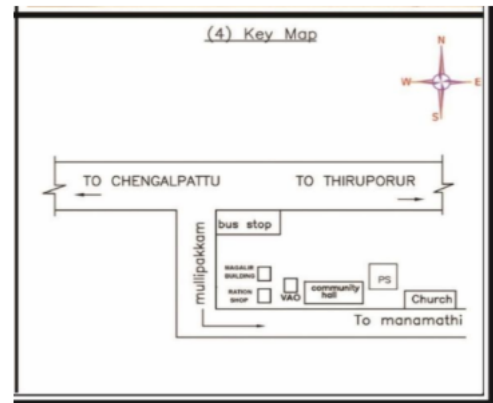 (4) Key Map
N
W
E
S
TO CHENGALPATTU
TO THIRUPORUR
mullipakkam
bus stop
MAGALIR
BUILDING
RATION
SHOP
VAO
community
hall
PS
Church
To manamathi